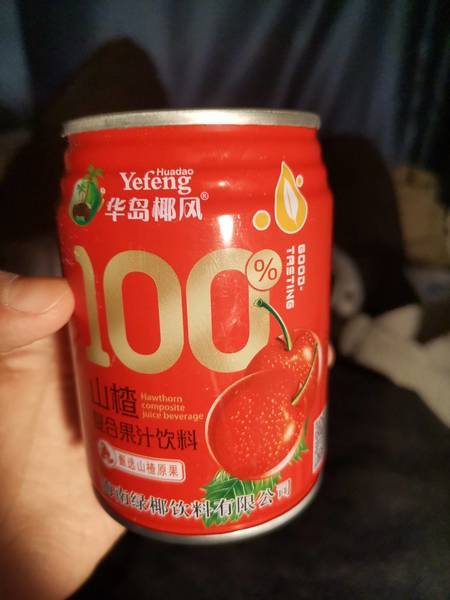 Huadao
Yefeng
华岛椰风®
100%
GOOD-
TASTING
山楂
Hawthorn
composite
juice beverage
复合果汁饮料
甄选山楂原果
海南绿椰饮料有限公司